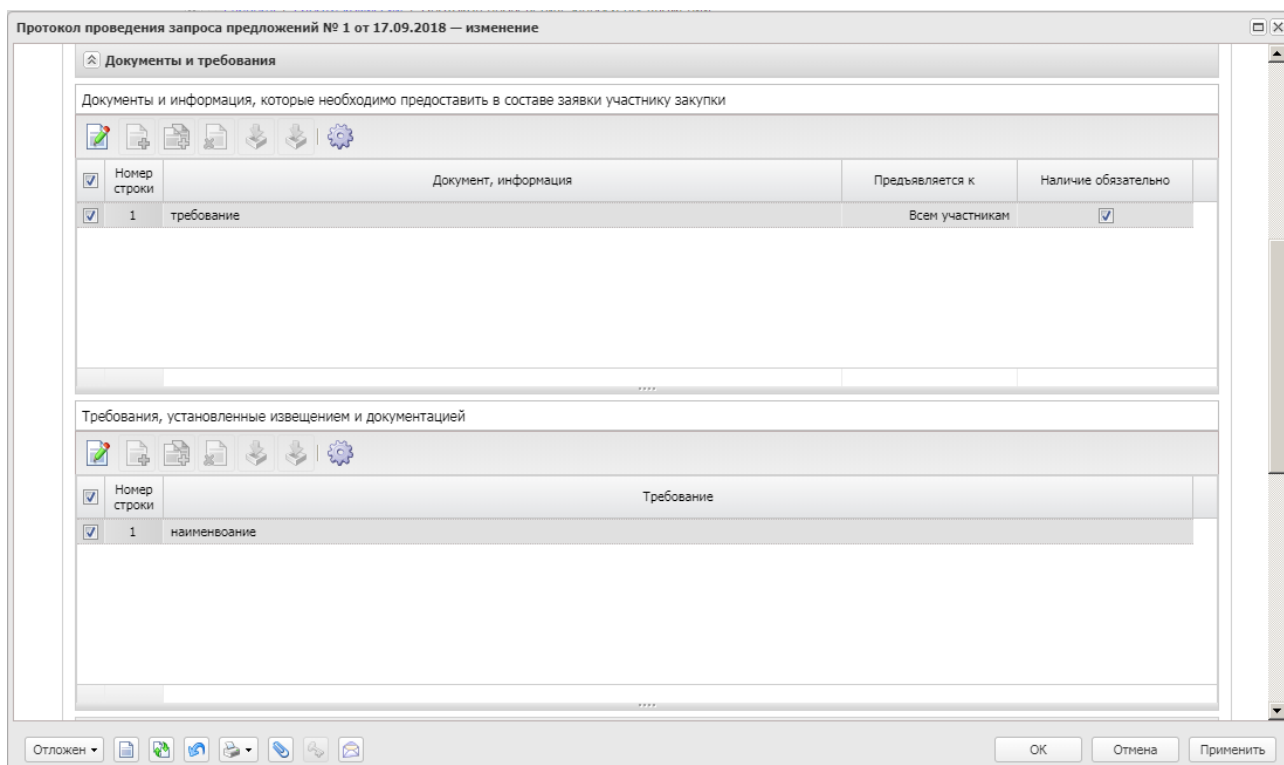 Протокол проведения запроса предложений № 1 от 17.09.2018 — изменение
Документы и требования
Документы и информация, которые необходимо предоставить в составе заявки участнику закупки
Номер строки Документ, информация Предъявляется к Наличие обязательно
1 требование Всем участникам
Требования, установленные извещением и документацией
Номер строки Требование
1 наименвоание
Отложен ОК Отмена Применить